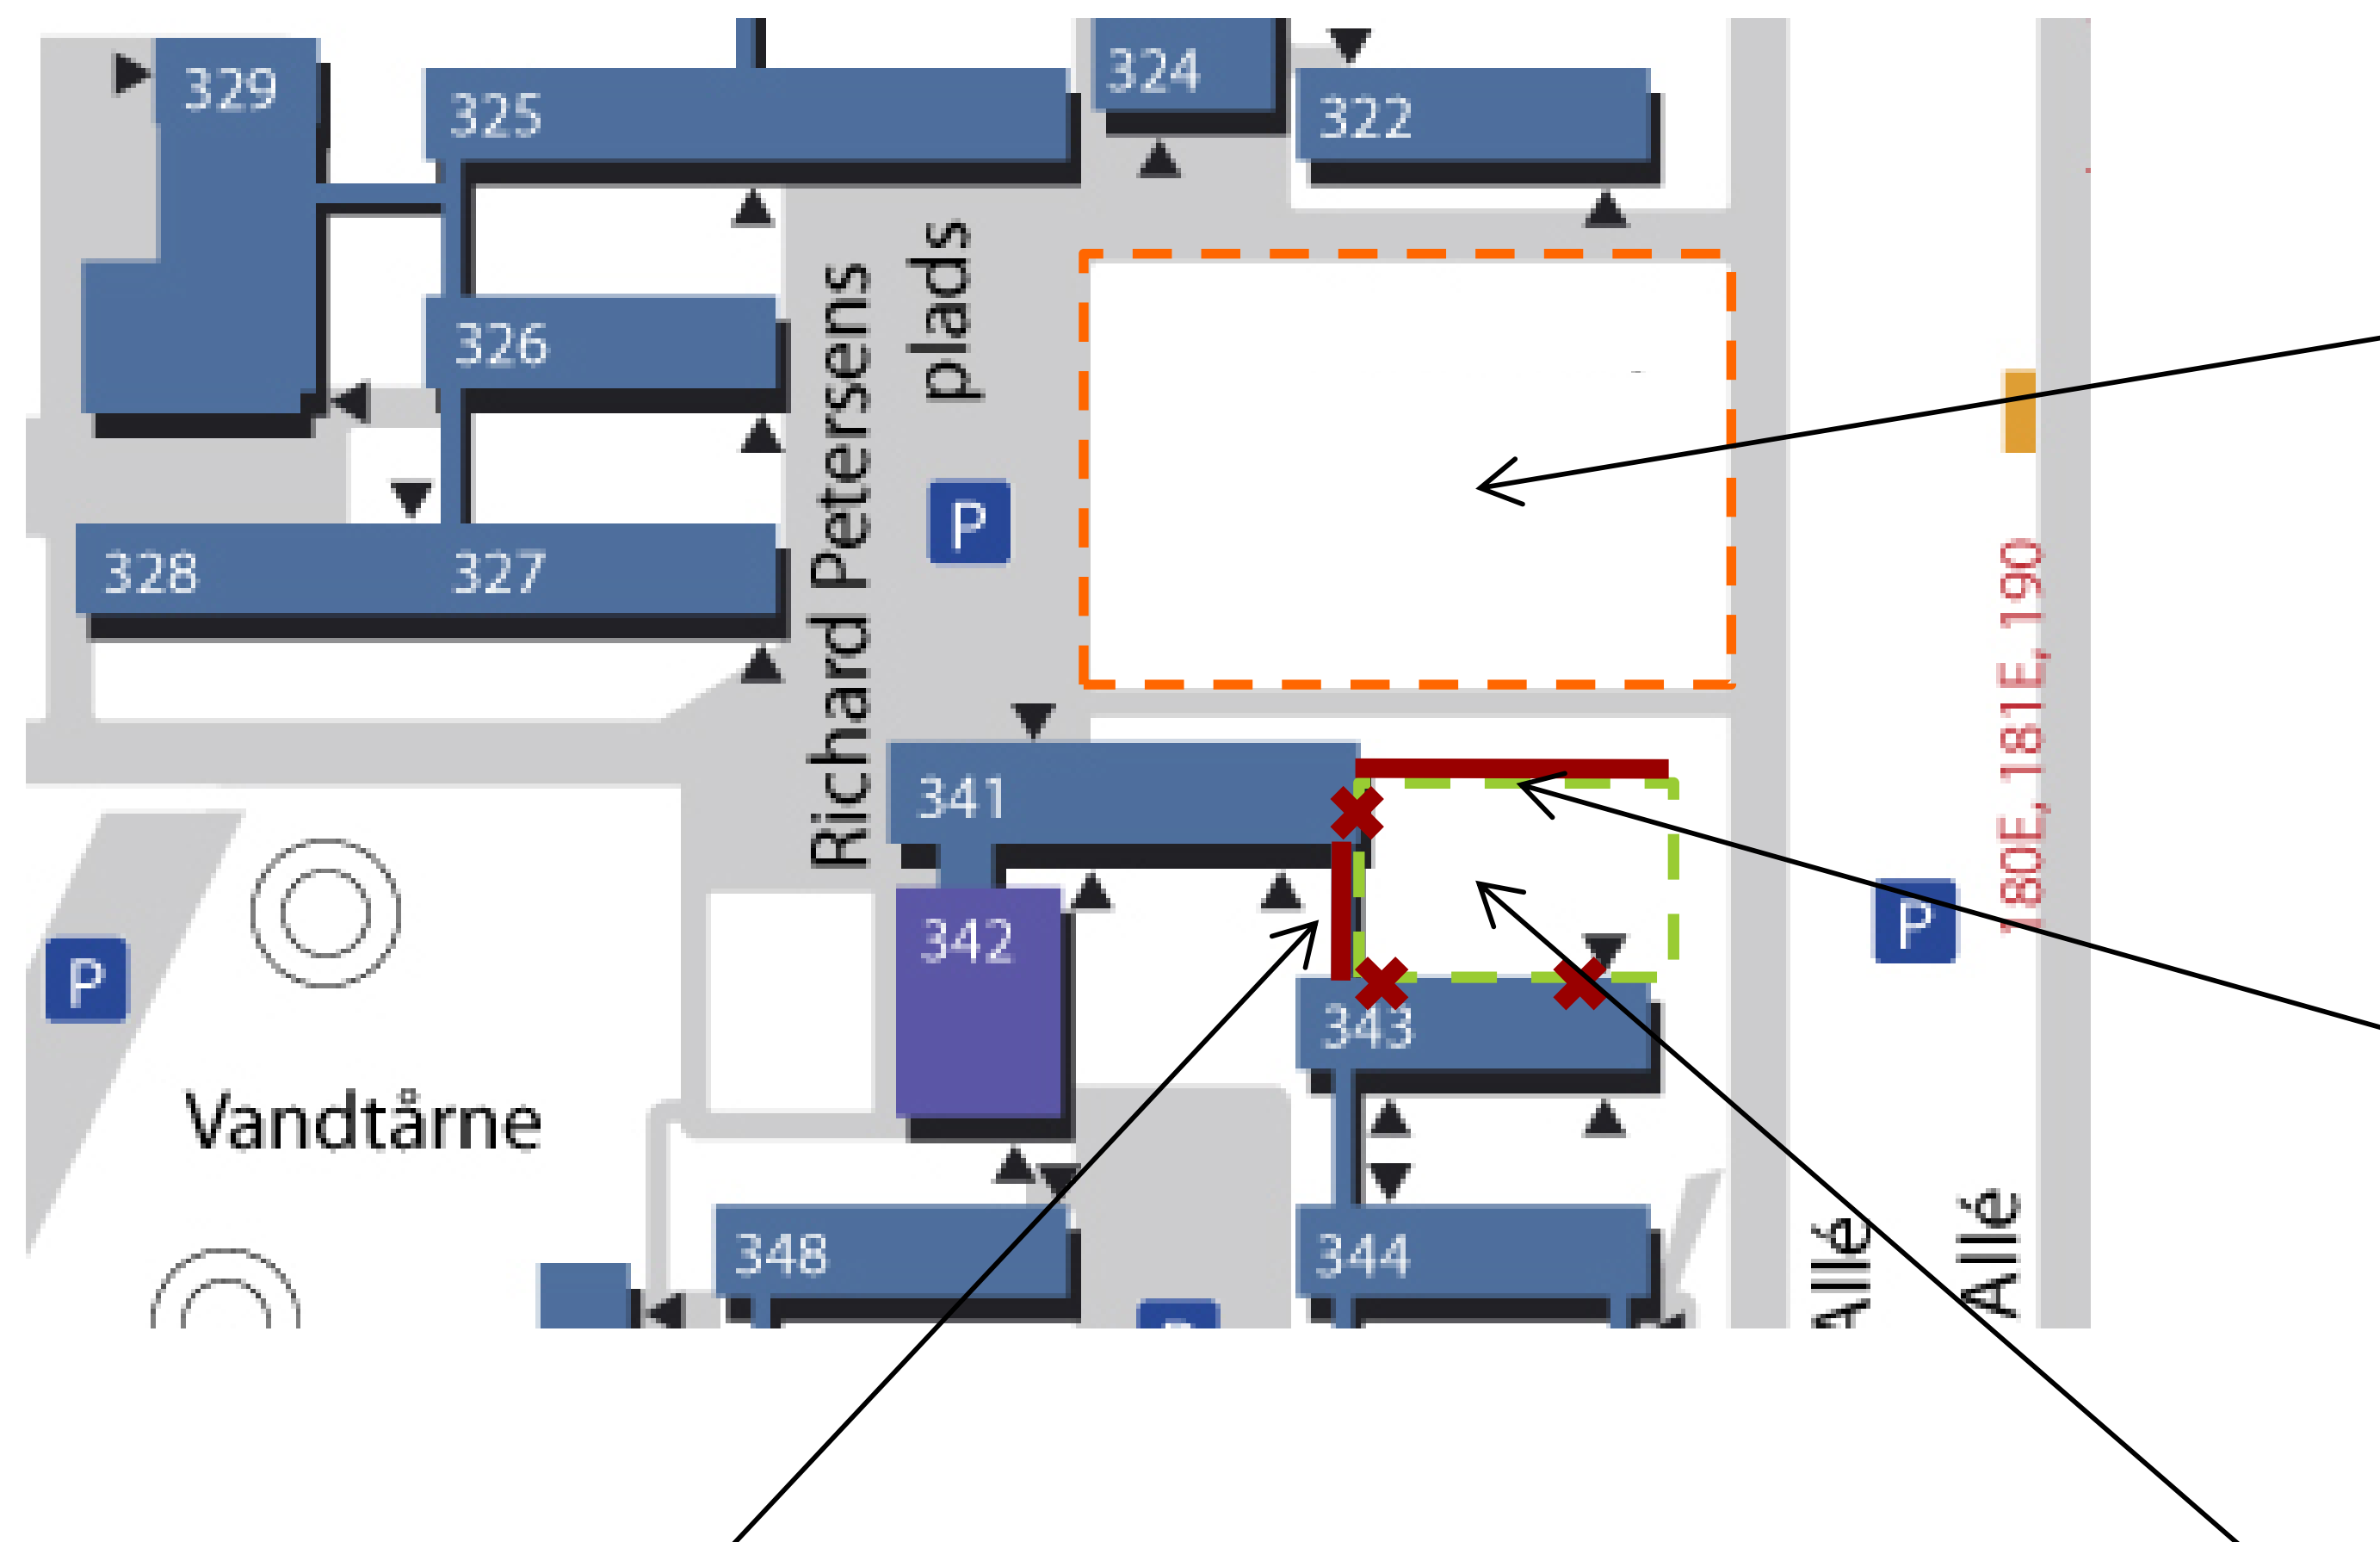 324
329
325
322
Richard Petersens
plads
326
P
328
327
180E, 181E, 190
341
P
342
P
343
Vandtårne
348
344
Allé
Allé